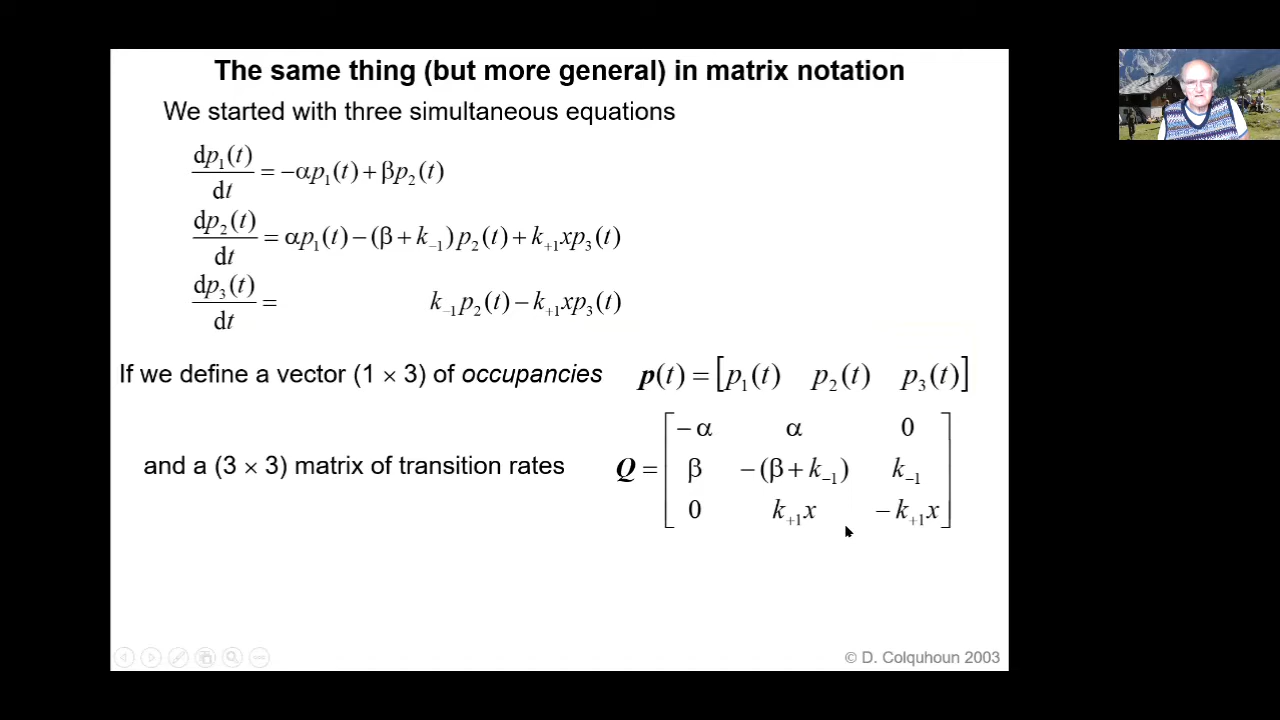 The same thing (but more general) in matrix notation
We started with three simultaneous equations
dp₁(t)/dt = −αp₁(t) + βp₂(t)
dp₂(t)/dt = αp₁(t) − (β + k₋₁)p₂(t) + k₊₁xp₃(t)
dp₃(t)/dt = k₋₁p₂(t) − k₊₁xp₃(t)
If we define a vector (1 × 3) of occupancies p(t) = [p₁(t) p₂(t) p₃(t)]
and a (3 × 3) matrix of transition rates Q =
−α α 0
β −(β + k₋₁) k₋₁
0 k₊₁x −k₊₁x
© D. Colquhoun 2003